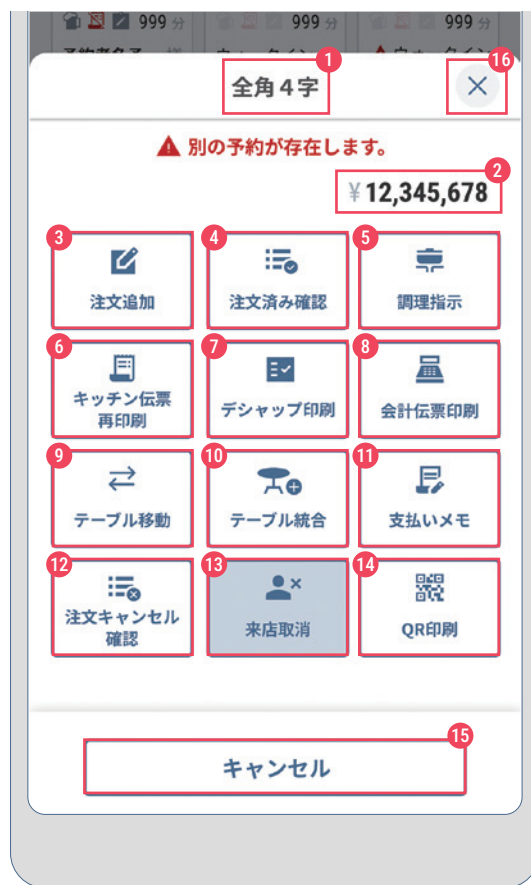 999 分
999 分
999 分
1
全角４字
16
別の予約が存在します。
2
¥ 12,345,678
3
注文追加
4
注文済み確認
5
調理指示
6
キッチン伝票
再印刷
7
デシャップ印刷
8
会計伝票印刷
9
テーブル移動
10
テーブル統合
11
支払いメモ
12
注文キャンセル
確認
13
来店取消
14
QR印刷
15
キャンセル